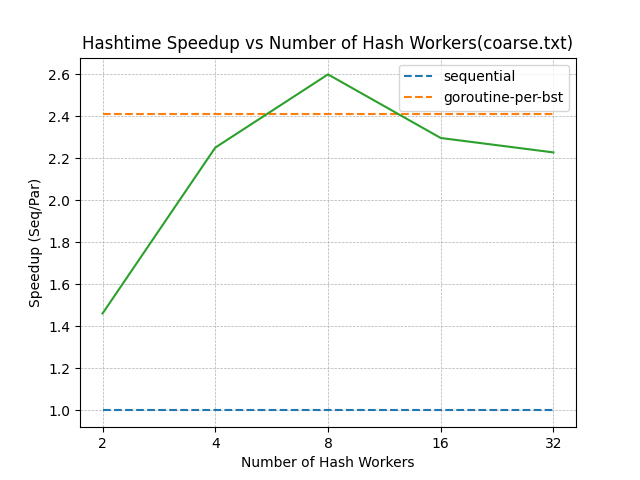 Hashtime Speedup vs Number of Hash Workers(coarse.txt)
sequential
goroutine-per-bst
Speedup (Seq/Par)
2.6
2.4
2.2
2.0
1.8
1.6
1.4
1.2
1.0
2 4 8 16 32
Number of Hash Workers